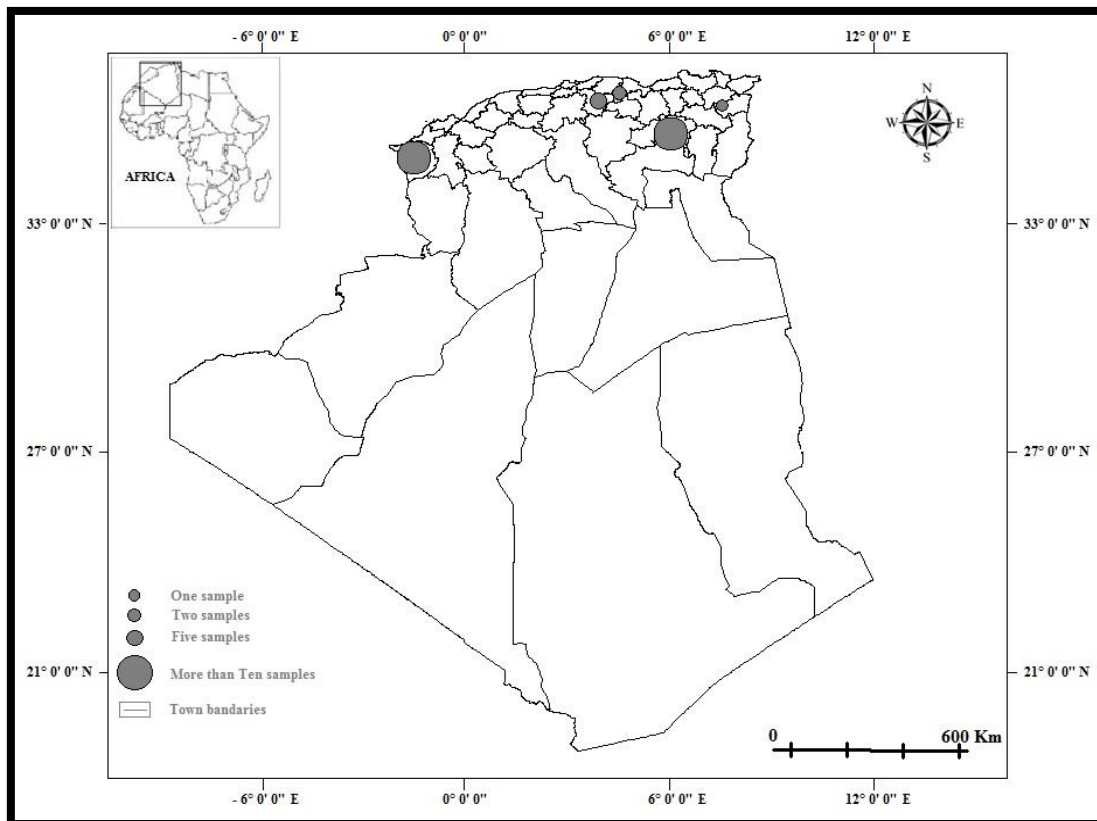 - 6° 0' 0" E 0° 0' 0" 6° 0' 0" E 12° 0' 0" E
AFRICA
N
W E
S
33° 0' 0" N 33° 0' 0" N
27° 0' 0" N 27° 0' 0" N
One sample
Two samples
Five samples
21° 0' 0" N More than Ten samples 21° 0' 0" N
Town bandaries
0 600 Km
- 6° 0' 0" E 0° 0' 0" 6° 0' 0" E 12° 0' 0" E